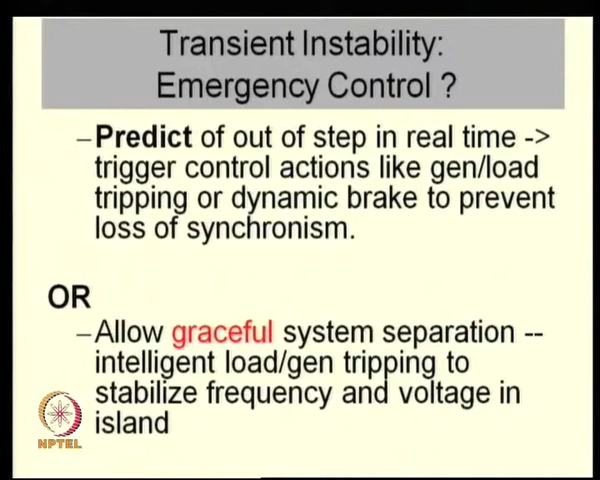 Transient Instability:
Emergency Control ?
–Predict of out of step in real time ->
trigger control actions like gen/load
tripping or dynamic brake to prevent
loss of synchronism.
OR
–Allow graceful system separation --
intelligent load/gen tripping to
stabilize frequency and voltage in
island
NPTEL